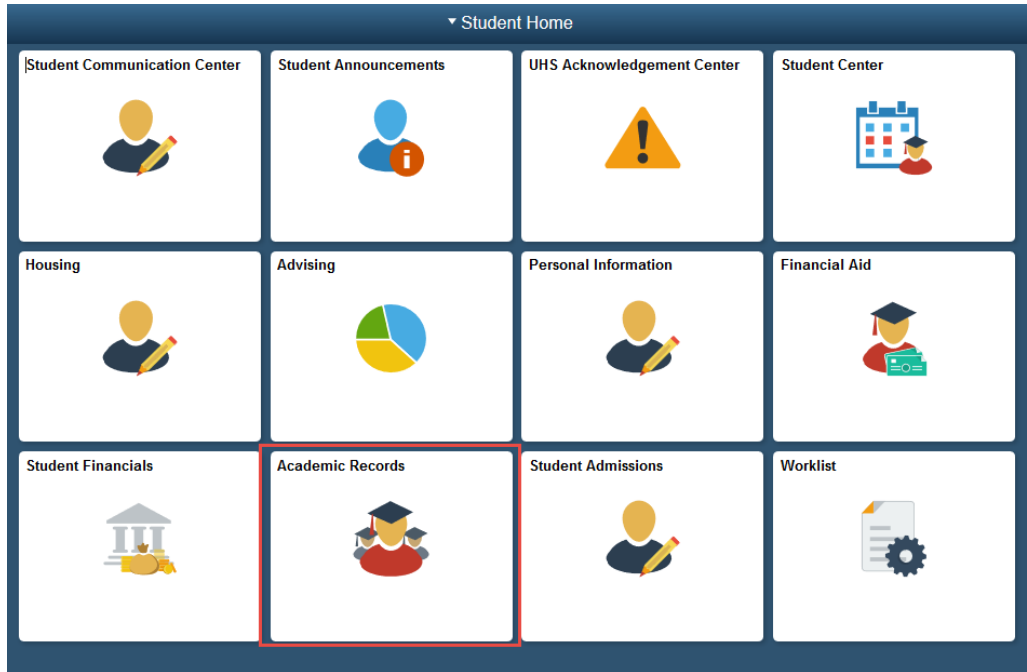 Student Home
Student Communication Center
Student Announcements
UHS Acknowledgement Center
Student Center
Housing
Advising
Personal Information
Financial Aid
Student Financials
Academic Records
Student Admissions
Worklist